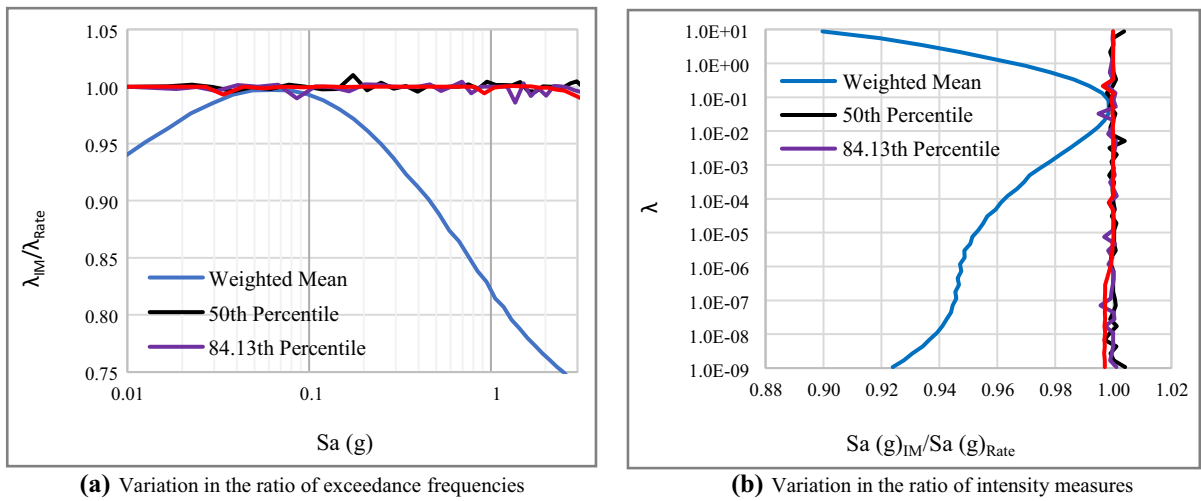 1.05
1.00
0.95
0.90
0.85
0.80
0.75
0.01
0.1
1
λIM/λRate
Sa (g)
Weighted Mean
50th Percentile
84.13th Percentile
(a) Variation in the ratio of exceedance frequencies
1.0E+01
1.0E+00
1.0E-01
1.0E-02
1.0E-03
1.0E-04
1.0E-05
1.0E-06
1.0E-07
1.0E-08
1.0E-09
0.88
0.90
0.92
0.94
0.96
0.98
1.00
1.02
λ
Sa (g)IM/Sa (g)Rate
Weighted Mean
50th Percentile
84.13th Percentile
(b) Variation in the ratio of intensity measures